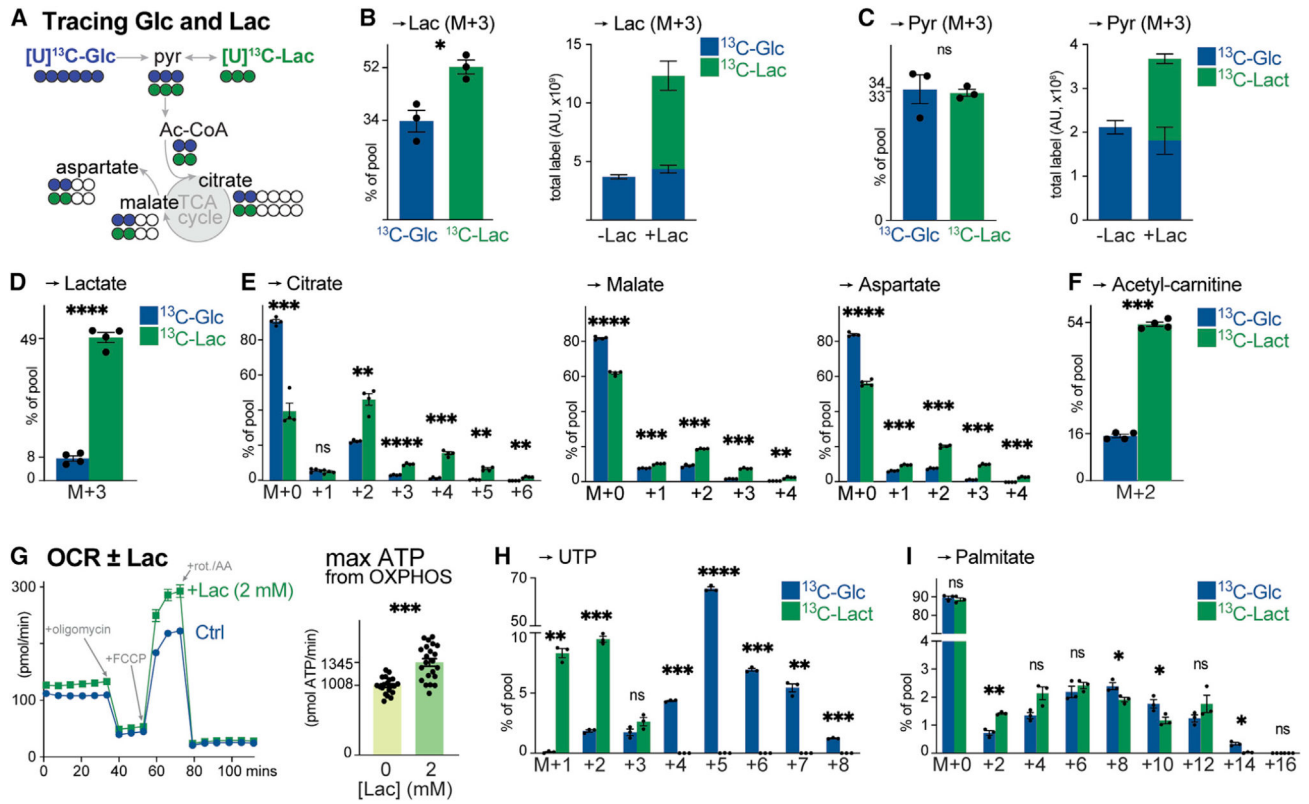 A Tracing Glc and Lac
[U]¹³C-Glc pyr [U]¹³C-Lac
Ac-CoA
aspartate
citrate
malate
TCA
cycle
B → Lac (M+3) → Lac (M+3)
*
% of pool
52
34
¹³C-Glc ¹³C-Lac
total label (AU, x10⁹)
15
10
5
0
-Lac +Lac
¹³C-Glc
¹³C-Lac
C → Pyr (M+3) → Pyr (M+3)
ns
% of pool
34
33
0
¹³C-Glc ¹³C-Lac
total label (AU, x10⁸)
4
3
2
1
0
-Lac +Lac
¹³C-Glc
¹³C-Lact
D → Lactate
****
% of pool
49
8
0
M+3
¹³C-Glc
¹³C-Lac
E → Citrate
% of pool
80
60
40
20
0
*** ns ** **** *** ** **
M+0 +1 +2 +3 +4 +5 +6
→ Malate
% of pool
80
60
20
0
**** *** *** *** **
M+0 +1 +2 +3 +4
→ Aspartate
% of pool
80
60
20
0
**** *** *** *** ***
M+0 +1 +2 +3 +4
F → Acetyl-carnitine
***
% of pool
54
16
0
M+2
¹³C-Glc
¹³C-Lact
G OCR ± Lac
(pmol/min)
300
100
0
+oligomycin
+FCCP
+rot./AA
+Lac (2 mM)
Ctrl
0 20 40 60 80 100 mins
max ATP
from OXPHOS
***
(pmol ATP/min)
1345
1008
0
0 2
[Lac] (mM)
H → UTP
% of pool
70
50
10
5
0
** *** ns *** **** *** ** ***
M+1 +2 +3 +4 +5 +6 +7 +8
¹³C-Glc
¹³C-Lact
I → Palmitate
% of pool
90
80
4
3
2
1
0
ns ** ns ns * * ns * ns
M+0 +2 +4 +6 +8 +10 +12 +14 +16
¹³C-Glc
¹³C-Lact